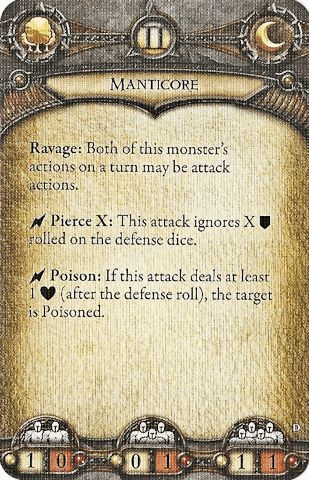 II
MANTICORE
Ravage: Both of this monster's
actions on a turn may be attack
actions.
Pierce X: This attack ignores X
rolled on the defense dice.
Poison: If this attack deals at least
1 (after the defense roll), the target
is Poisoned.
D
1 0 0 1 1 1